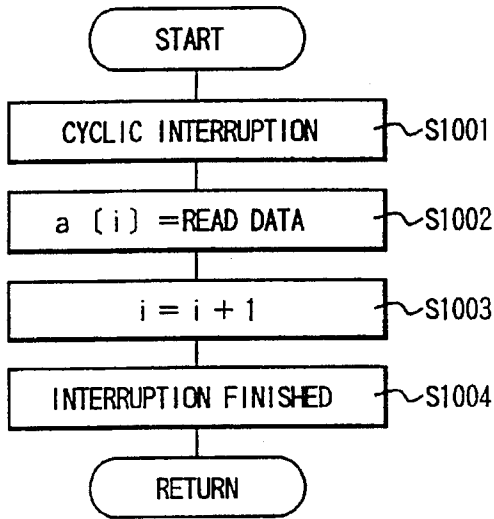 START
CYCLIC INTERRUPTION
S1001
a (i) =READ DATA
S1002
i = i + 1
S1003
INTERRUPTION FINISHED
S1004
RETURN